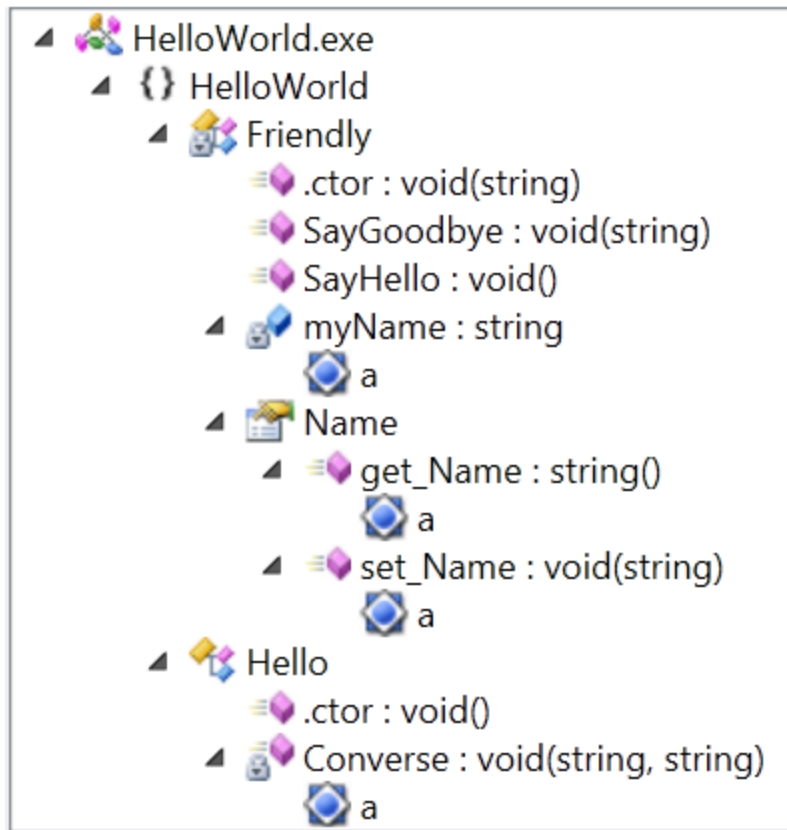 HelloWorld.exe
{} HelloWorld
Friendly
.ctor : void(string)
SayGoodbye : void(string)
SayHello : void()
myName : string
a
Name
get_Name : string()
a
set_Name : void(string)
a
Hello
.ctor : void()
Converse : void(string, string)
a